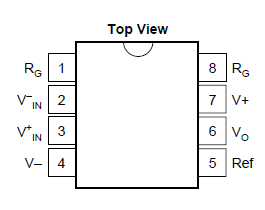 Top View
RG 1 8 RG
V–IN 2 7 V+
V+IN 3 6 VO
V– 4 5 Ref